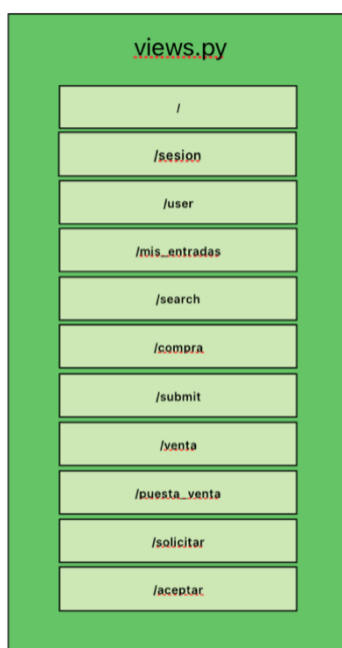 views.py
/
/sesion
/user
/mis_entradas
/search
/compra
/submit
/venta
/puesta_venta
/solicitar
/aceptar